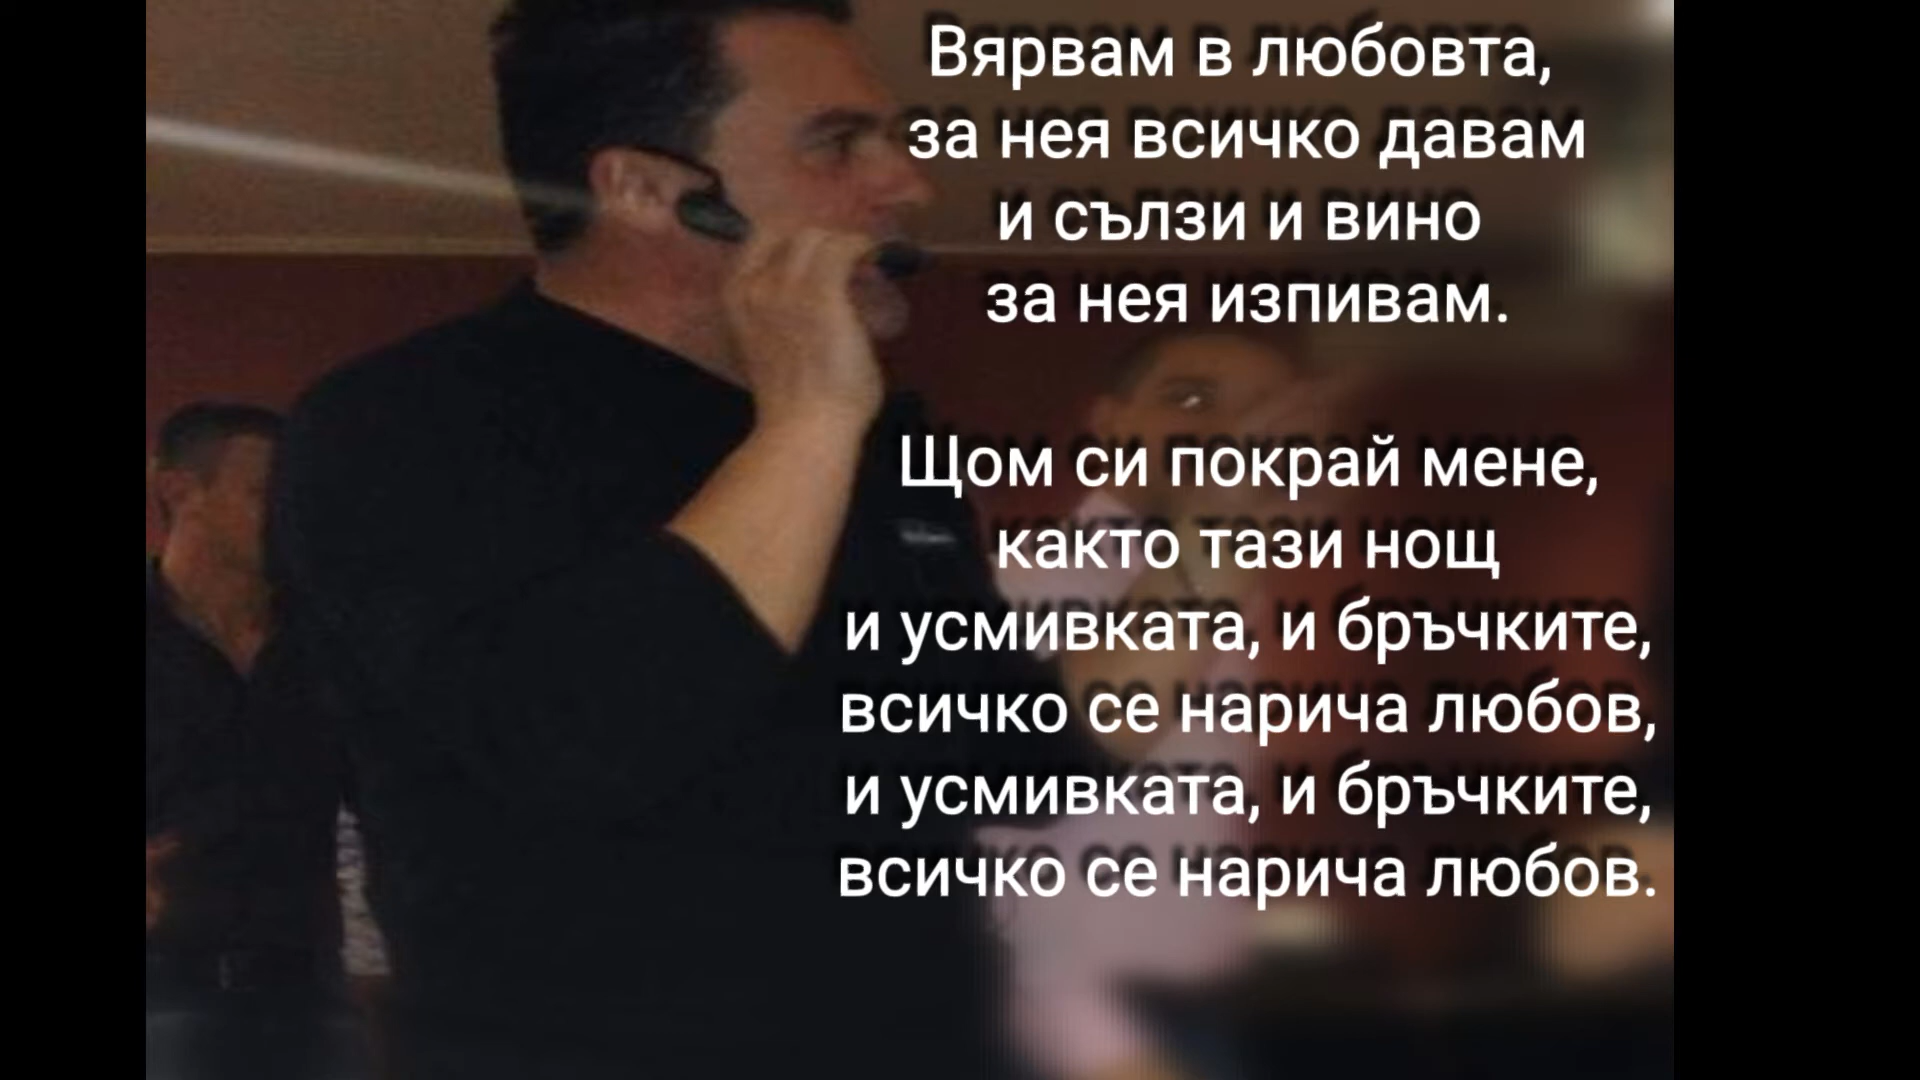 Вярвам в любовта,
за нея всичко давам
и сълзи и вино
за нея изпивам.
Щом си покрай мене,
както тази нощ
и усмивката, и бръчките,
всичко се нарича любов,
и усмивката, и бръчките,
всичко се нарича любов.